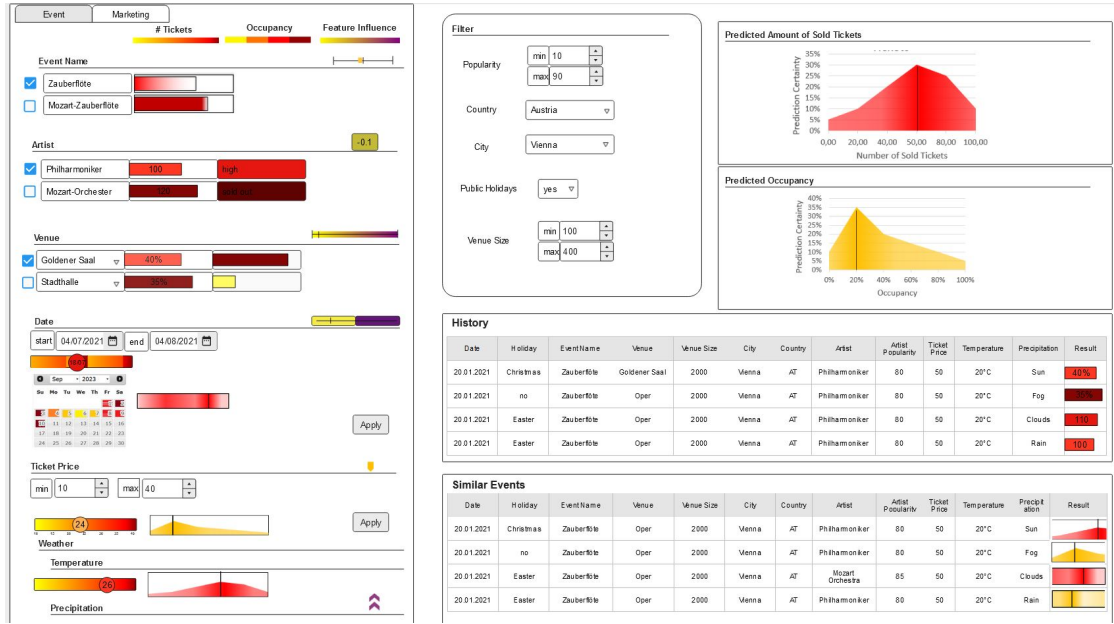 Event Marketing
# Tickets Occupancy Feature Influence
Event Name
Zauberflöte
Mozart-Zauberflöte
Artist -0.1
Philharmoniker 100 high
Mozart-Orchester 120 sold out
Venue
Goldener Saal 40%
Stadthalle 35%
Date
start 04/07/2021 end 04/08/2021
Sep 2023
Su Mo Tu We Th Fr Sa
10 11 12 13 14 15 16
17 18 19 20 21 22 23
24 25 26 27 28 29 30
Apply
Ticket Price
min 10 max 40
24
Apply
Weather
Temperature
26
Precipitation
Filter
Popularity
min 10
max 90
Country Austria
City Vienna
Public Holidays yes
Venue Size
min 100
max 400
Predicted Amount of Sold Tickets
Prediction Certainty
35%
30%
25%
20%
15%
10%
5%
0%
0,00 20,00 40,00 60,00 80,00 100,00
Number of Sold Tickets
Predicted Occupancy
Prediction Certainty
40%
35%
30%
25%
20%
15%
10%
5%
0%
0% 20% 40% 60% 80% 100%
Occupancy
History
Date Holiday Event Name Venue Venue Size City Country Artist Artist Popularity Ticket Price Temperature Precipitation Result
20.01.2021 Christmas Zauberflöte Goldener Saal 2000 Vienna AT Philharmoniker 80 50 20°C Sun 40%
20.01.2021 no Zauberflöte Oper 2000 Vienna AT Philharmoniker 80 50 20°C Fog 35%
20.01.2021 Easter Zauberflöte Oper 2000 Vienna AT Philharmoniker 80 50 20°C Clouds 110
20.01.2021 Easter Zauberflöte Oper 2000 Vienna AT Philharmoniker 80 50 20°C Rain 100
Similar Events
Date Holiday Event Name Venue Venue Size City Country Artist Artist Popularity Ticket Price Temperature Precipitation Result
20.01.2021 Christmas Zauberflöte Oper 2000 Vienna AT Philharmoniker 80 50 20°C Sun
20.01.2021 no Zauberflöte Oper 2000 Vienna AT Philharmoniker 80 50 20°C Fog
20.01.2021 Easter Zauberflöte Oper 2000 Vienna AT Mozart Orchestra 85 50 20°C Clouds
20.01.2021 Easter Zauberflöte Oper 2000 Vienna AT Philharmoniker 80 50 20°C Rain